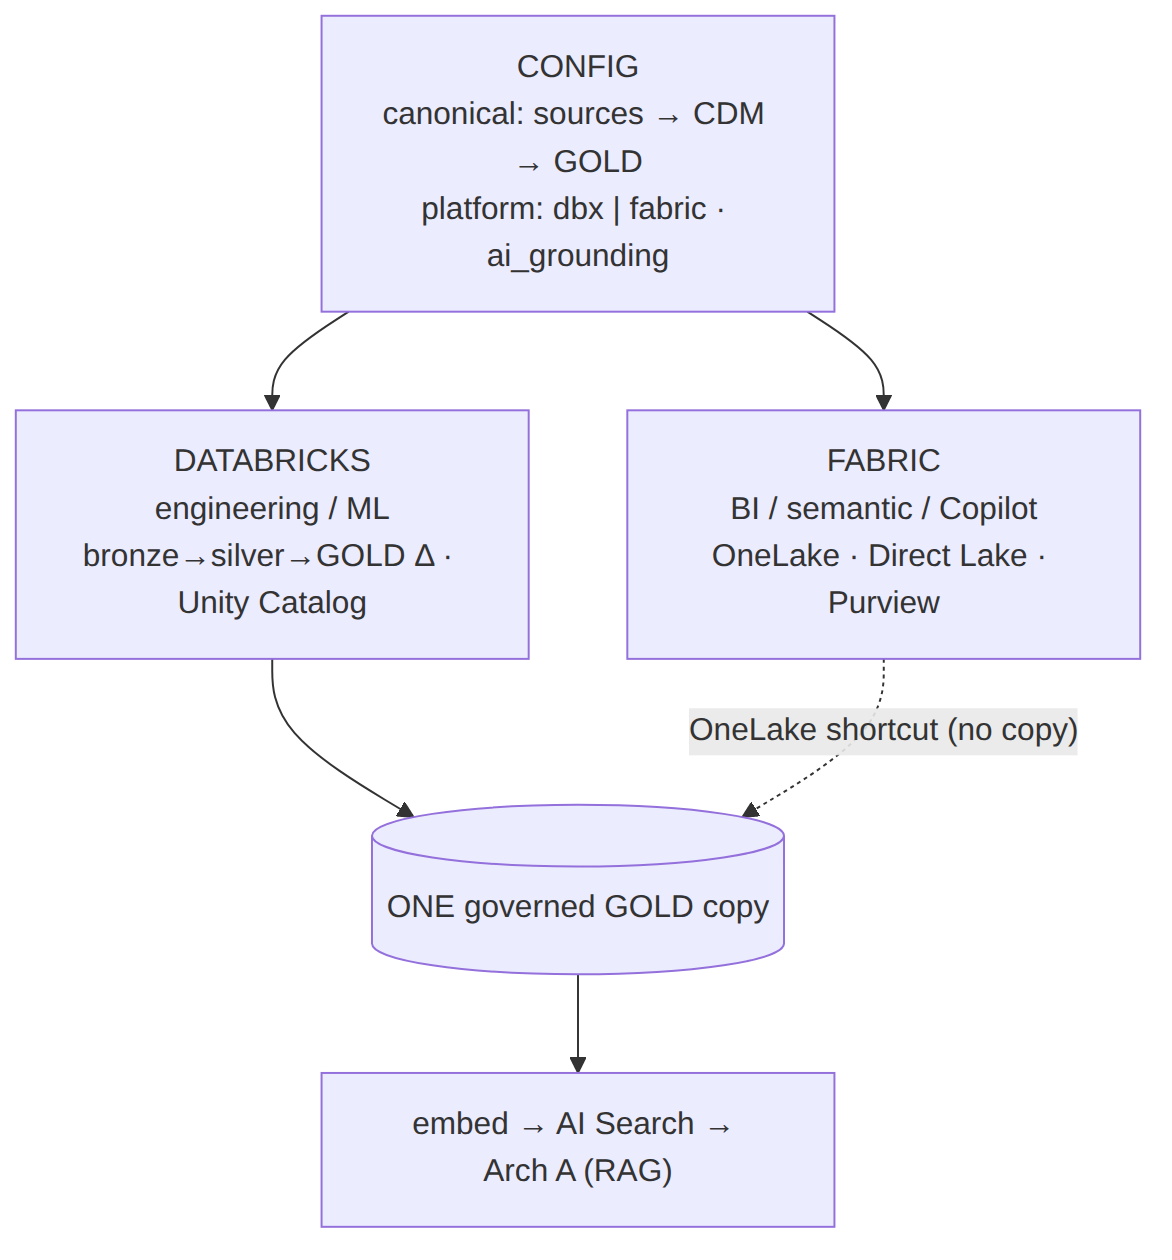 CONFIG
canonical: sources → CDM
→ GOLD
platform: dbx | fabric ·
ai_grounding
DATABRICKS
engineering / ML
bronze→silver→GOLD Δ ·
Unity Catalog
FABRIC
BI / semantic / Copilot
OneLake · Direct Lake ·
Purview
OneLake shortcut (no copy)
ONE governed GOLD copy
embed → AI Search →
Arch A (RAG)